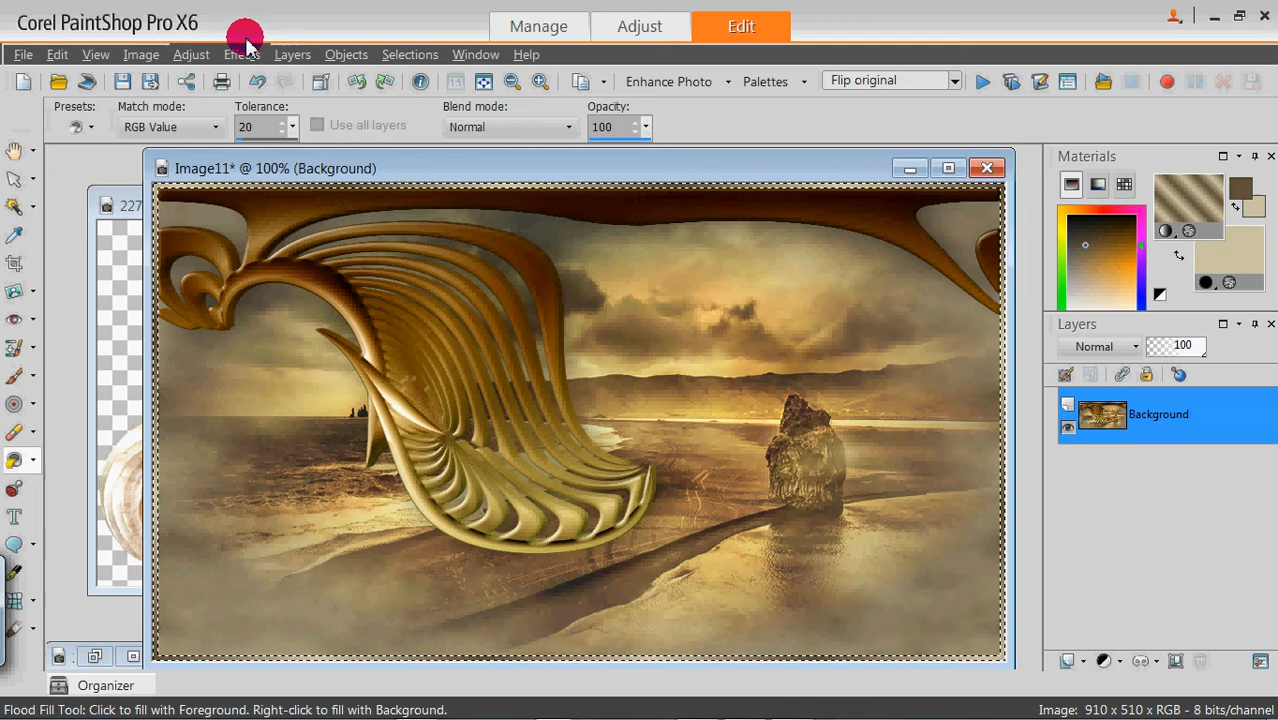 Corel PaintShop Pro X6
Manage
Adjust
Edit
File Edit View Image Adjust Effects Layers Objects Selections Window Help
Enhance Photo
Palettes
Flip original
Presets:
Match mode:
Tolerance:
Blend mode:
Opacity:
RGB Value
20
Use all layers
Normal
100
Image11* @ 100% (Background)
227
Materials
Layers
Normal
100
Background
Organizer
Flood Fill Tool: Click to fill with Foreground. Right-click to fill with Background.
Image: 910 x 510 x RGB - 8 bits/channel